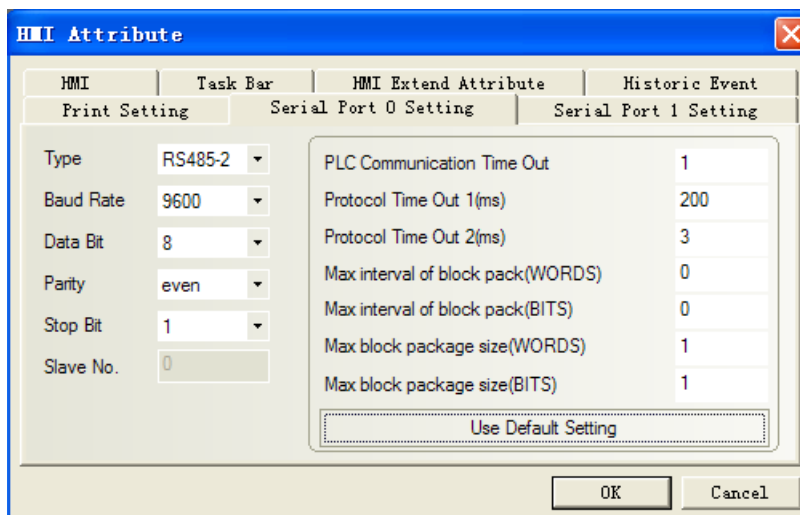 HMI Attribute
HMI Task Bar HMI Extend Attribute Historic Event
Print Setting Serial Port 0 Setting Serial Port 1 Setting
Type RS485-2
Baud Rate 9600
Data Bit 8
Parity even
Stop Bit 1
Slave No. 0
PLC Communication Time Out 1
Protocol Time Out 1(ms) 200
Protocol Time Out 2(ms) 3
Max interval of block pack(WORDS) 0
Max interval of block pack(BITS) 0
Max block package size(WORDS) 1
Max block package size(BITS) 1
Use Default Setting
OK Cancel